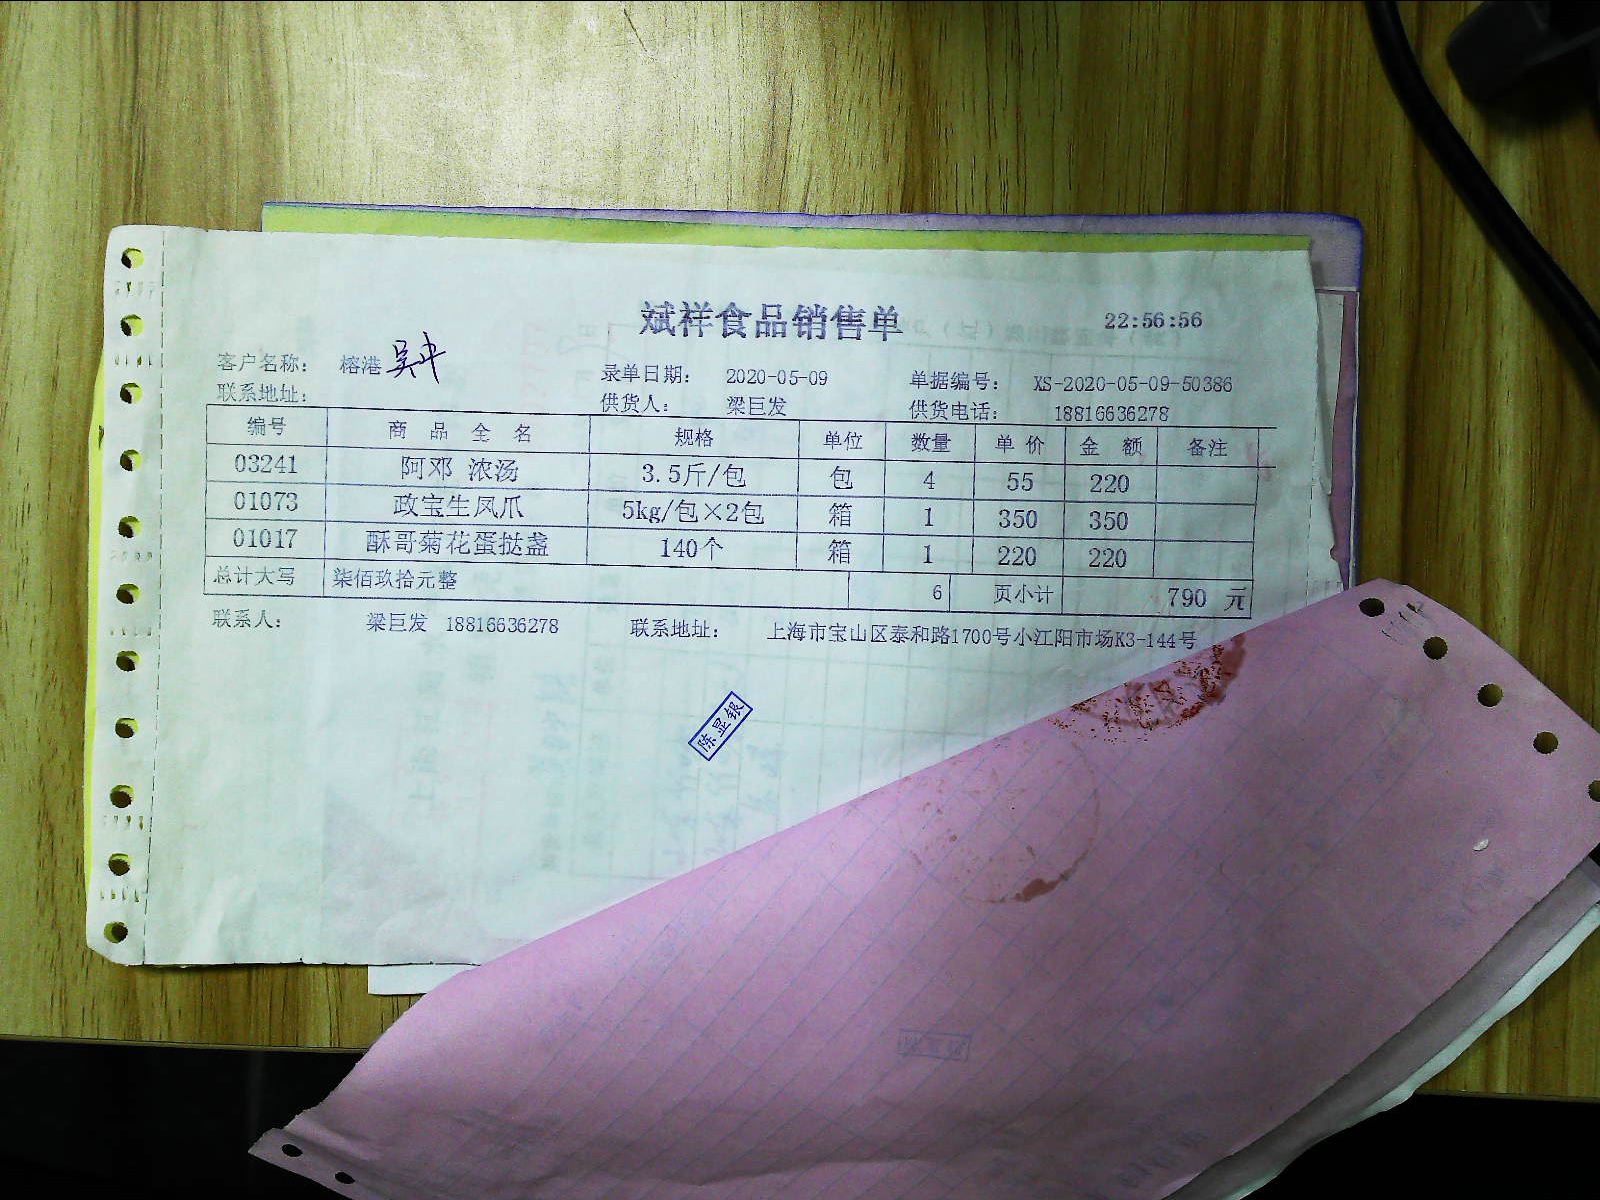 斌祥食品销售单 22:56:56
客户名称： 榕港 录单日期： 2020-05-09 单据编号： XS-2020-05-09-50386
联系地址： 供货人： 梁巨发 供货电话： 18816636278
编号 商品全名 规格 单位 数量 单价 金额 备注
03241 阿邓 浓汤 3.5斤/包 包 4 55 220
01073 政宝生凤爪 5kg/包×2包 箱 1 350 350
01017 酥哥菊花蛋挞盏 140个 箱 1 220 220
总计大写 柒佰玖拾元整 6 页小计 790 元
联系人： 梁巨发 18816636278 联系地址： 上海市宝山区泰和路1700号小江阳市场K3-144号
陈显银